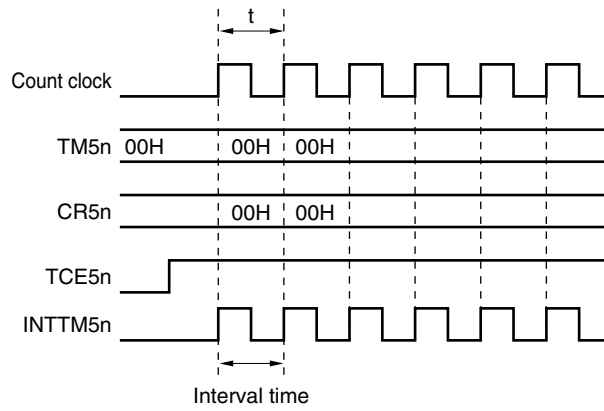 t
Count clock
TM5n 00H 00H 00H
CR5n 00H 00H
TCE5n
INTTM5n
Interval time